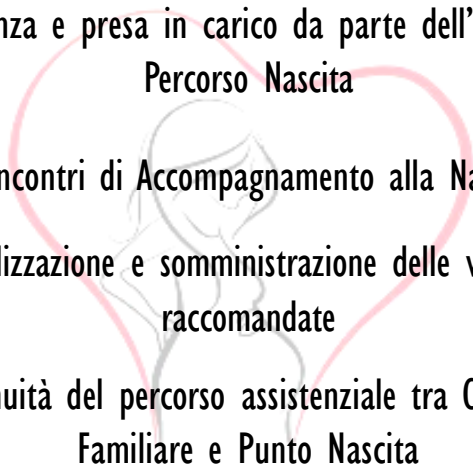 nza e presa in carico da parte dell'
Percorso Nascita
ncontri di Accompagnamento alla Na
lizzazione e somministrazione delle v
raccomandate
nuità del percorso assistenziale tra C
Familiare e Punto Nascita